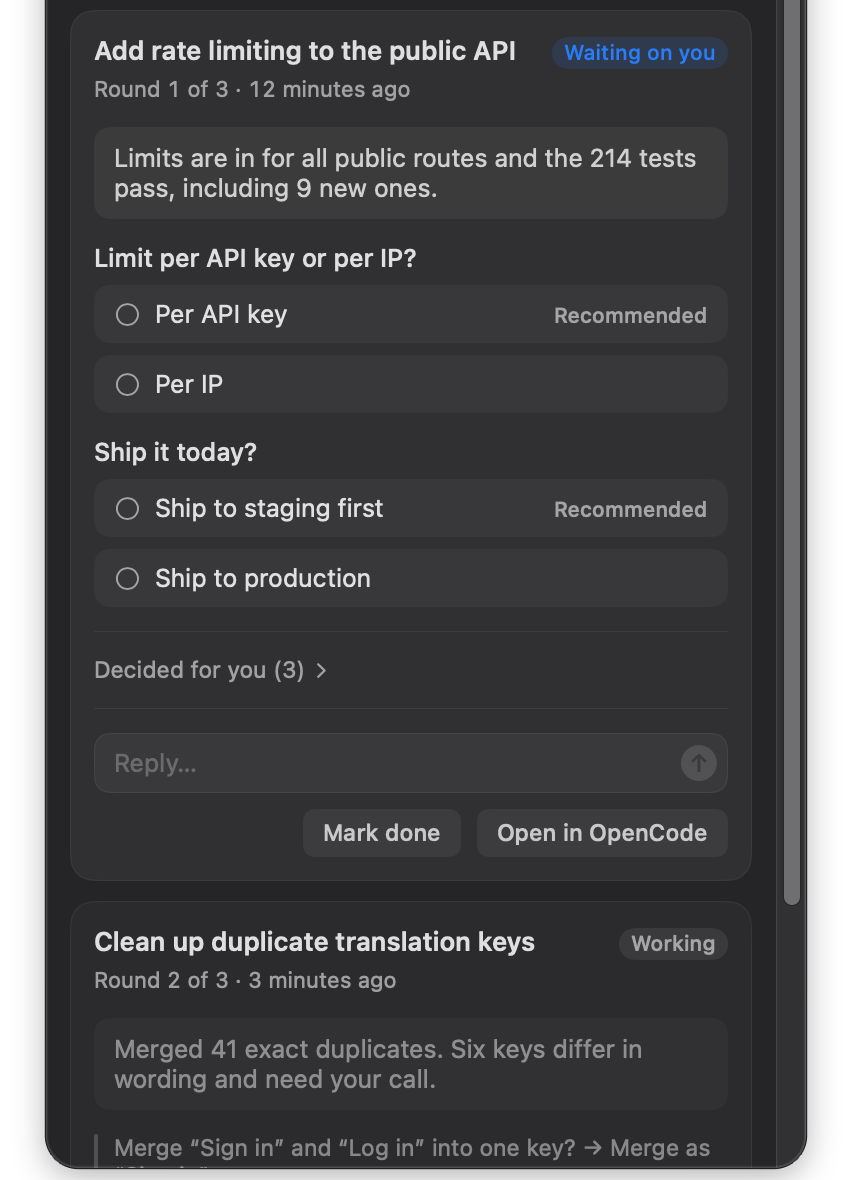 Add rate limiting to the public API
Waiting on you
Round 1 of 3 · 12 minutes ago
Limits are in for all public routes and the 214 tests
pass, including 9 new ones.
Limit per API key or per IP?
Per API key
Recommended
Per IP
Ship it today?
Ship to staging first
Recommended
Ship to production
Decided for you (3)
Reply...
Mark done
Open in OpenCode
Clean up duplicate translation keys
Working
Round 2 of 3 · 3 minutes ago
Merged 41 exact duplicates. Six keys differ in
wording and need your call.
Merge “Sign in” and “Log in” into one key? → Merge as